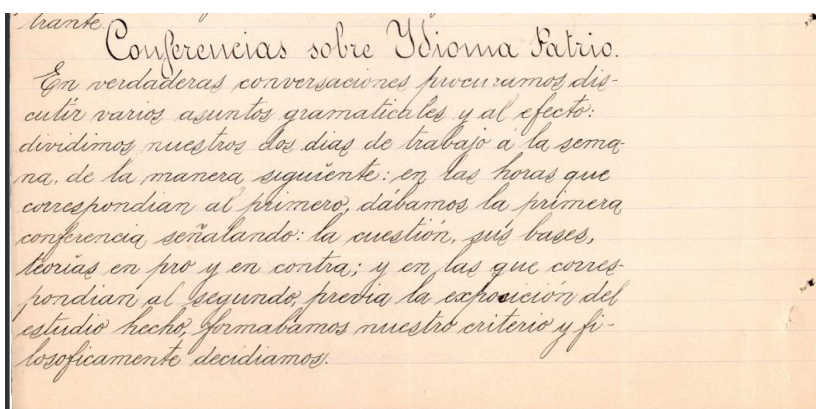 trante.
Conferencias sobre Ydioma Patrio.
En verdaderas conversaciones procuramos dis-
cutir varios asuntos gramaticales y al efecto:
dividimos nuestros dos dias de trabajo á la sema-
na, de la manera siguiente: en las horas que
correspondian al primero, dábamos la primera
conferencia señalando: la cuestión, sus bases,
teorías en pro y en contra; y en las que corres-
pondian al segundo, previa la exposición del
estudio hecho, formabamos nuestro criterio y fi-
losoficamente decidiamos.